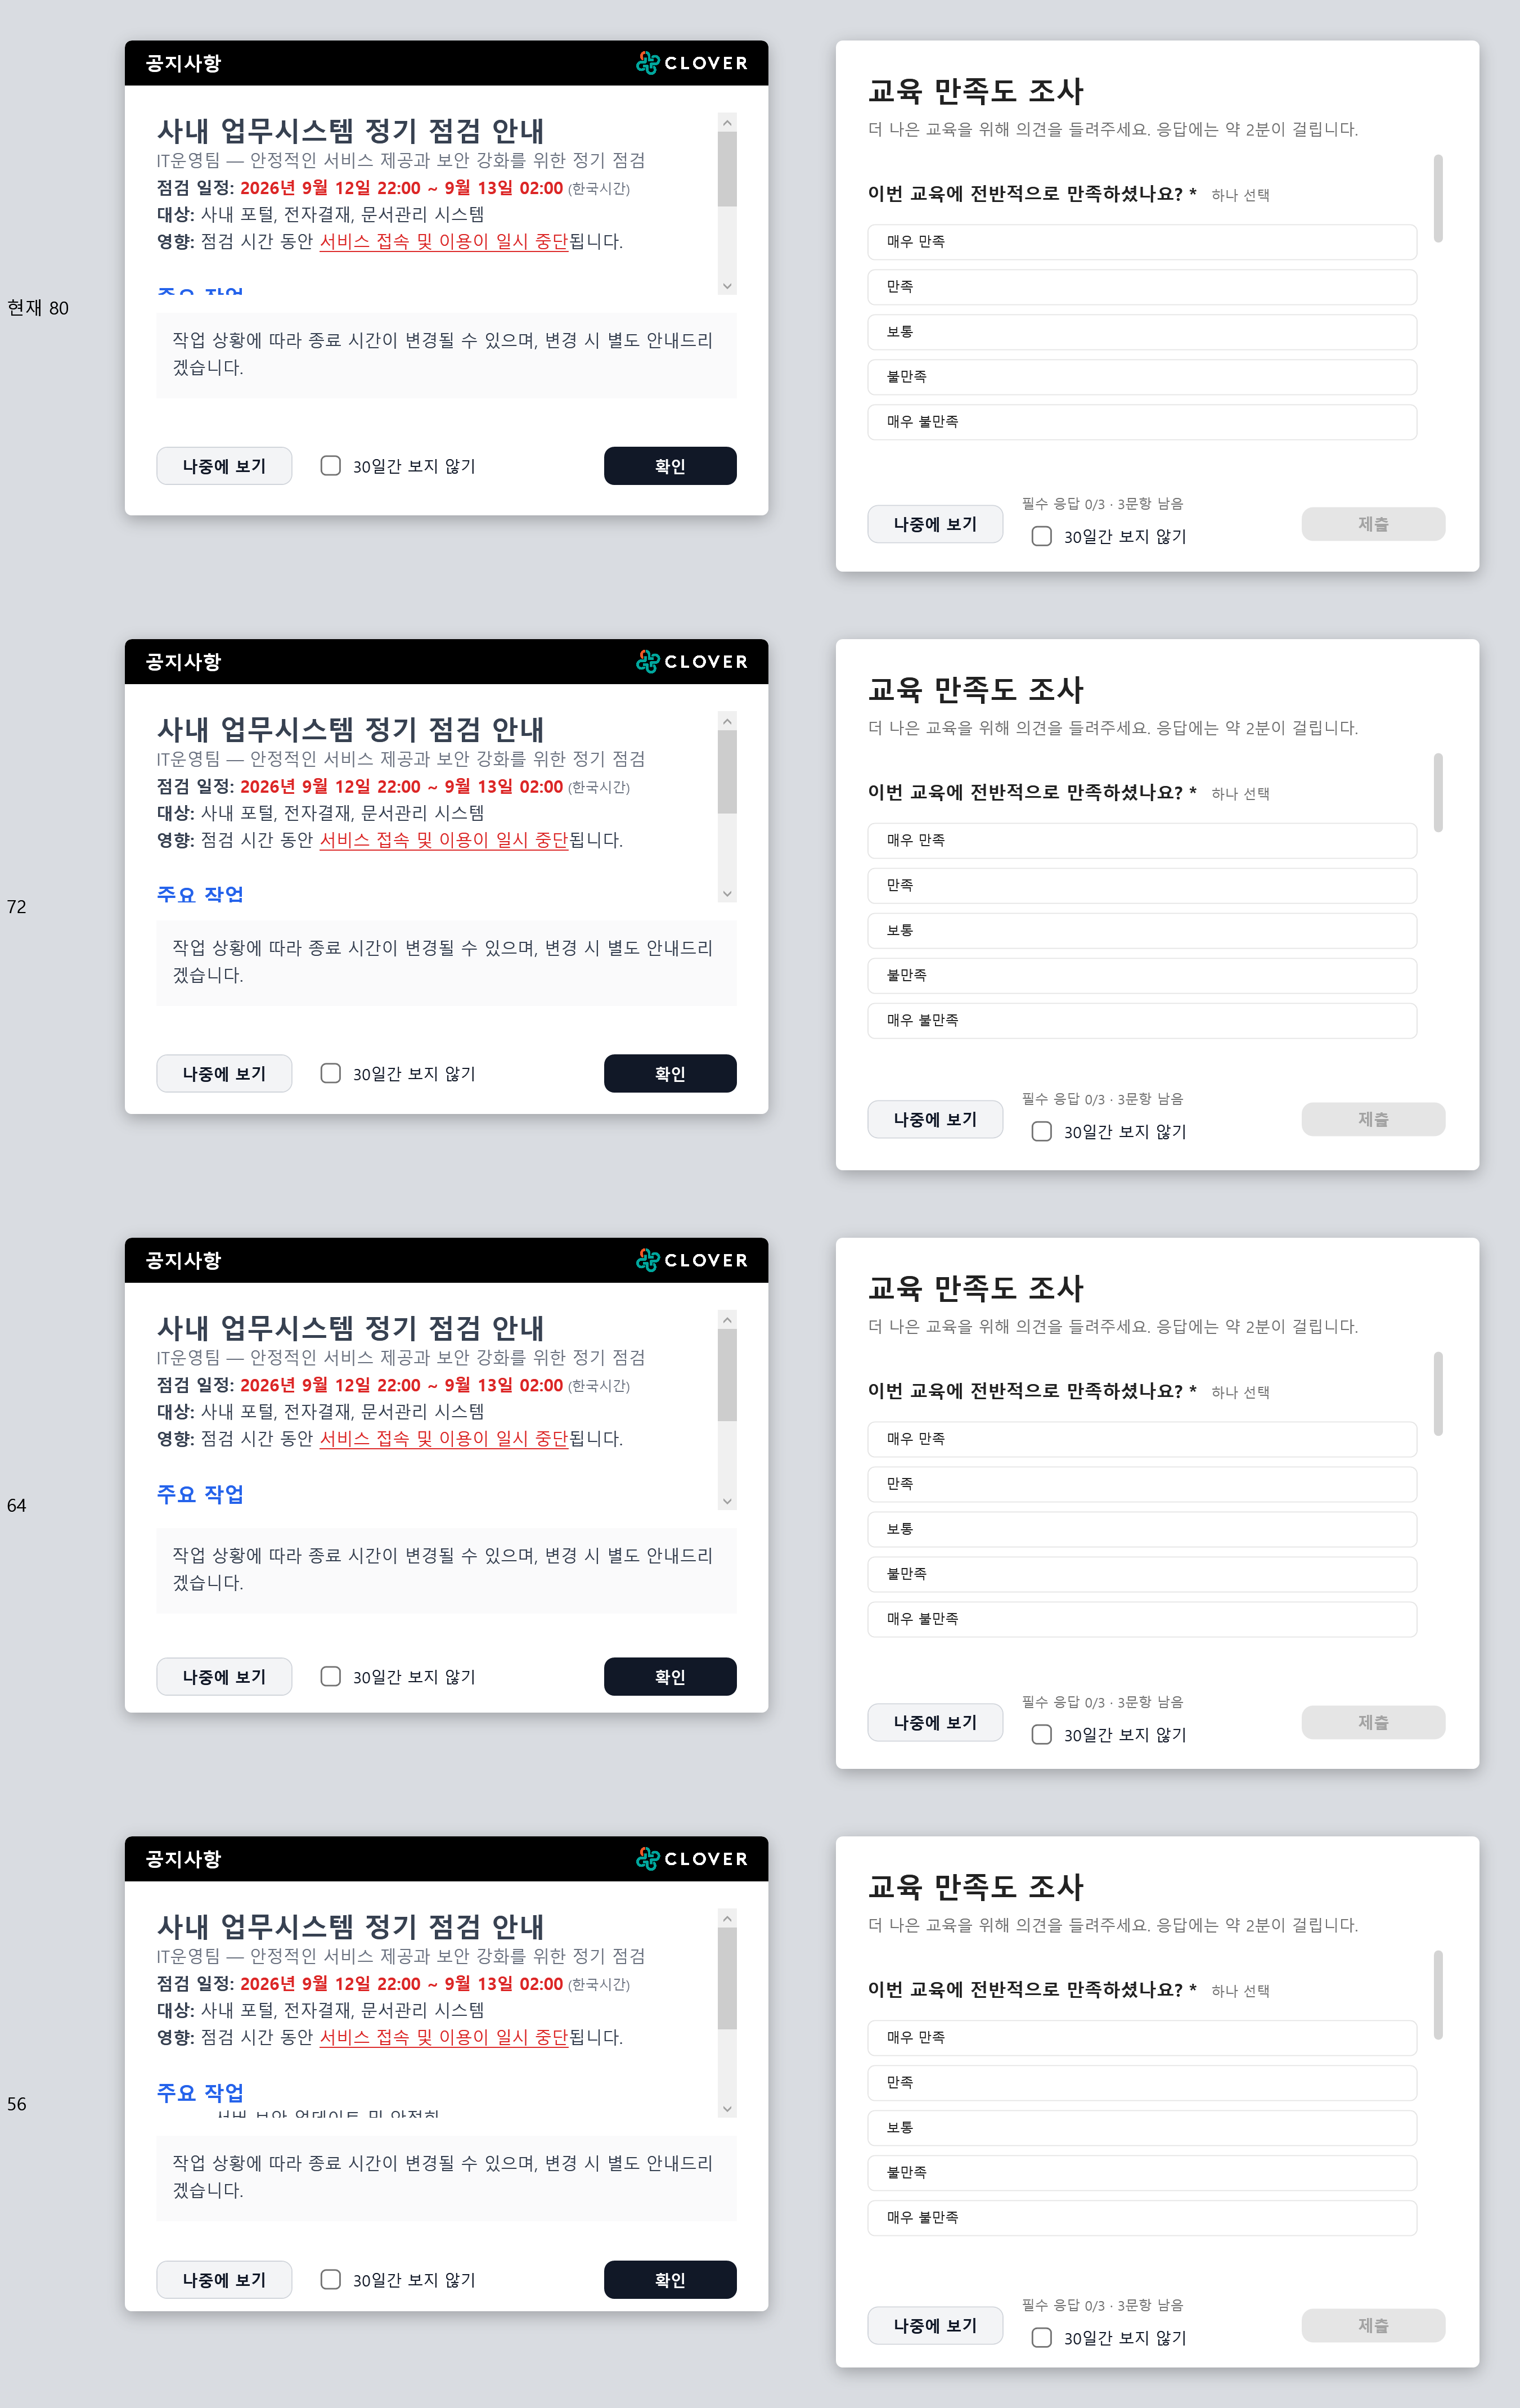 현재 80
공지사항
CLOVER
사내 업무시스템 정기 점검 안내
IT운영팀 — 안정적인 서비스 제공과 보안 강화를 위한 정기 점검
점검 일정: 2026년 9월 12일 22:00 ~ 9월 13일 02:00 (한국시간)
대상: 사내 포털, 전자결재, 문서관리 시스템
영향: 점검 시간 동안 서비스 접속 및 이용이 일시 중단됩니다.
주요 작업
작업 상황에 따라 종료 시간이 변경될 수 있으며, 변경 시 별도 안내드리
겠습니다.
나중에 보기
30일간 보지 않기
확인
교육 만족도 조사
더 나은 교육을 위해 의견을 들려주세요. 응답에는 약 2분이 걸립니다.
이번 교육에 전반적으로 만족하셨나요? * 하나 선택
매우 만족
만족
보통
불만족
매우 불만족
나중에 보기
필수 응답 0/3 · 3문항 남음
30일간 보지 않기
제출
72
공지사항
CLOVER
사내 업무시스템 정기 점검 안내
IT운영팀 — 안정적인 서비스 제공과 보안 강화를 위한 정기 점검
점검 일정: 2026년 9월 12일 22:00 ~ 9월 13일 02:00 (한국시간)
대상: 사내 포털, 전자결재, 문서관리 시스템
영향: 점검 시간 동안 서비스 접속 및 이용이 일시 중단됩니다.
주요 작업
작업 상황에 따라 종료 시간이 변경될 수 있으며, 변경 시 별도 안내드리
겠습니다.
나중에 보기
30일간 보지 않기
확인
교육 만족도 조사
더 나은 교육을 위해 의견을 들려주세요. 응답에는 약 2분이 걸립니다.
이번 교육에 전반적으로 만족하셨나요? * 하나 선택
매우 만족
만족
보통
불만족
매우 불만족
나중에 보기
필수 응답 0/3 · 3문항 남음
30일간 보지 않기
제출
64
공지사항
CLOVER
사내 업무시스템 정기 점검 안내
IT운영팀 — 안정적인 서비스 제공과 보안 강화를 위한 정기 점검
점검 일정: 2026년 9월 12일 22:00 ~ 9월 13일 02:00 (한국시간)
대상: 사내 포털, 전자결재, 문서관리 시스템
영향: 점검 시간 동안 서비스 접속 및 이용이 일시 중단됩니다.
주요 작업
작업 상황에 따라 종료 시간이 변경될 수 있으며, 변경 시 별도 안내드리
겠습니다.
나중에 보기
30일간 보지 않기
확인
교육 만족도 조사
더 나은 교육을 위해 의견을 들려주세요. 응답에는 약 2분이 걸립니다.
이번 교육에 전반적으로 만족하셨나요? * 하나 선택
매우 만족
만족
보통
불만족
매우 불만족
나중에 보기
필수 응답 0/3 · 3문항 남음
30일간 보지 않기
제출
56
공지사항
CLOVER
사내 업무시스템 정기 점검 안내
IT운영팀 — 안정적인 서비스 제공과 보안 강화를 위한 정기 점검
점검 일정: 2026년 9월 12일 22:00 ~ 9월 13일 02:00 (한국시간)
대상: 사내 포털, 전자결재, 문서관리 시스템
영향: 점검 시간 동안 서비스 접속 및 이용이 일시 중단됩니다.
주요 작업
서버 보안 업데이트 및 안정화
작업 상황에 따라 종료 시간이 변경될 수 있으며, 변경 시 별도 안내드리
겠습니다.
나중에 보기
30일간 보지 않기
확인
교육 만족도 조사
더 나은 교육을 위해 의견을 들려주세요. 응답에는 약 2분이 걸립니다.
이번 교육에 전반적으로 만족하셨나요? * 하나 선택
매우 만족
만족
보통
불만족
매우 불만족
나중에 보기
필수 응답 0/3 · 3문항 남음
30일간 보지 않기
제출